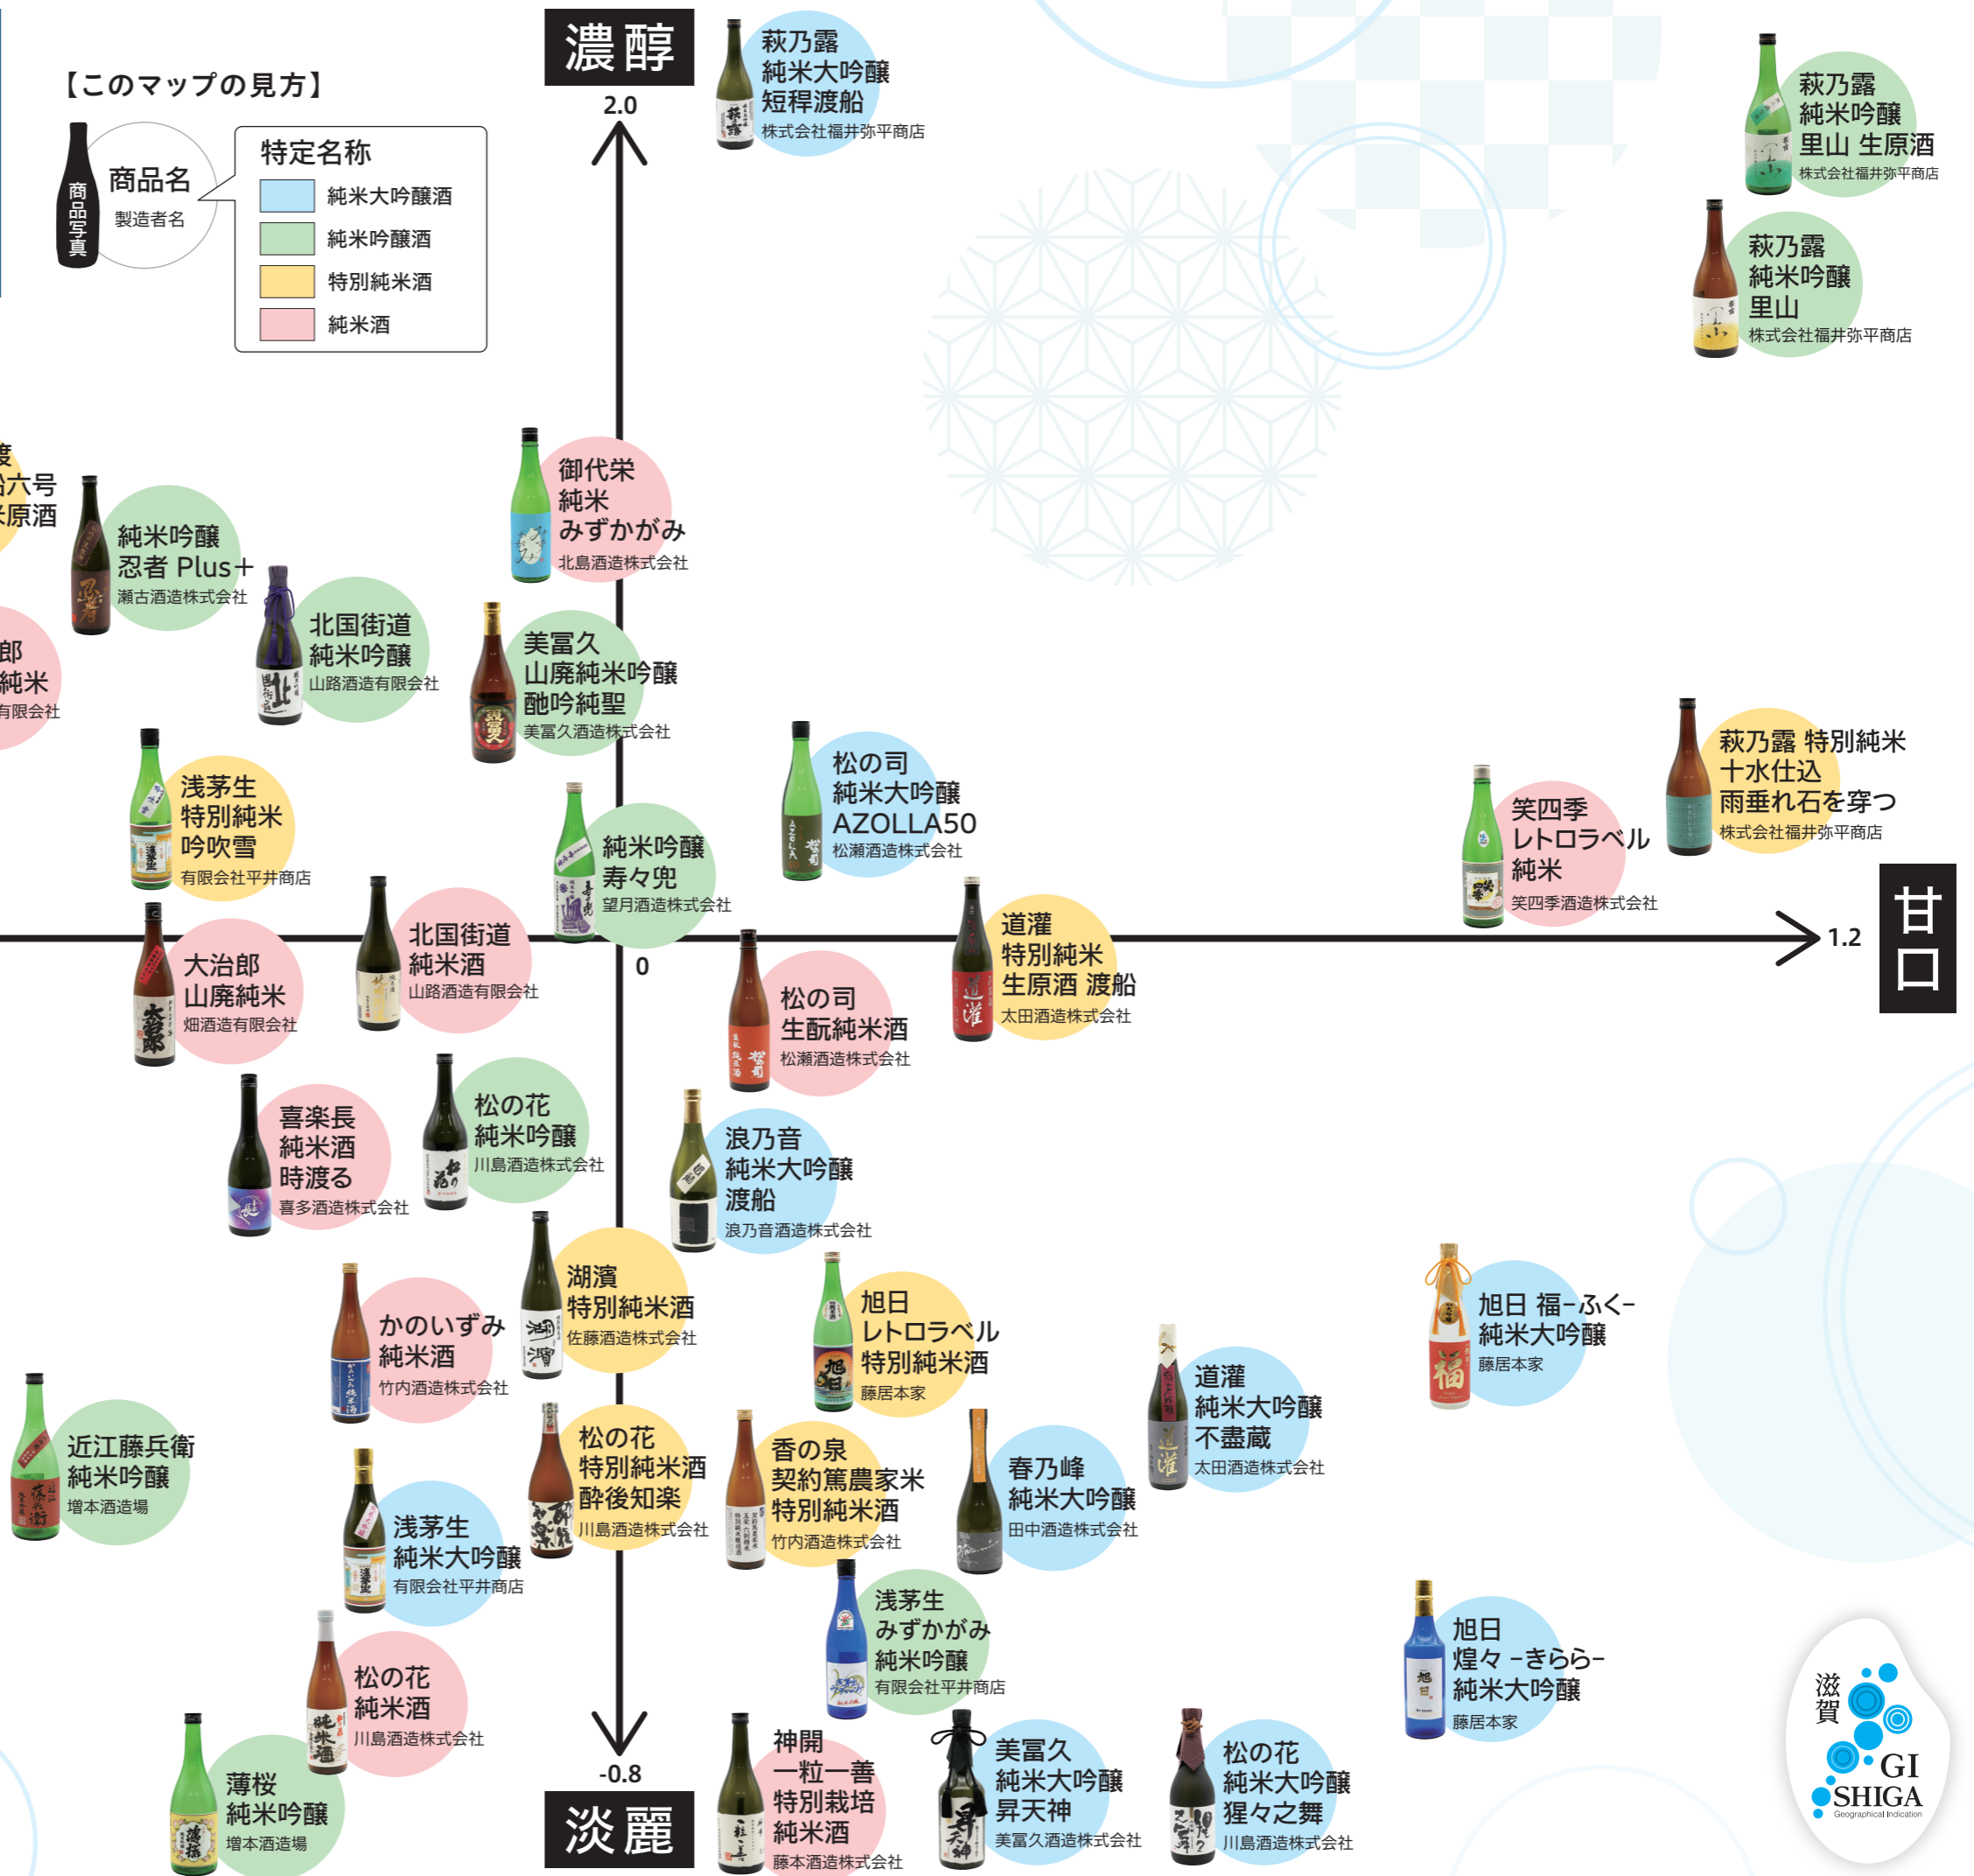 濃醇
2.0
【このマップの見方】
商品写真
商品名
製造者名
特定名称
純米大吟醸酒
純米吟醸酒
特別純米酒
純米酒
萩乃露
純米大吟醸
短稈渡船
株式会社福井弥平商店
萩乃露
純米吟醸
里山 生原酒
株式会社福井弥平商店
萩乃露
純米吟醸
里山
株式会社福井弥平商店
渡
六号
原酒
純米吟醸
忍者 Plus+
瀬古酒造株式会社
御代栄
純米
みずかがみ
北島酒造株式会社
郎
純米
有限会社
北国街道
純米吟醸
山路酒造有限会社
美冨久
山廃純米吟醸
酏吟純聖
美冨久酒造株式会社
浅茅生
特別純米
吟吹雪
有限会社平井商店
純米吟醸
寿々兜
望月酒造株式会社
松の司
純米大吟醸
AZOLLA50
松瀬酒造株式会社
笑四季
レトロラベル
純米
笑四季酒造株式会社
萩乃露 特別純米
十水仕込
雨垂れ石を穿つ
株式会社福井弥平商店
甘口
1.2
0
大治郎
山廃純米
畑酒造有限会社
北国街道
純米酒
山路酒造有限会社
松の司
生酛純米酒
松瀬酒造株式会社
道灌
特別純米
生原酒 渡船
太田酒造株式会社
喜楽長
純米酒
時渡る
喜多酒造株式会社
松の花
純米吟醸
川島酒造株式会社
浪乃音
純米大吟醸
渡船
浪乃音酒造株式会社
かのいずみ
純米酒
竹内酒造株式会社
湖濱
特別純米酒
佐藤酒造株式会社
旭日
レトロラベル
特別純米酒
藤居本家
道灌
純米大吟醸
不盡蔵
太田酒造株式会社
旭日 福-ふく-
純米大吟醸
藤居本家
近江藤兵衛
純米吟醸
増本酒造場
浅茅生
純米大吟醸
有限会社平井商店
松の花
特別純米酒
酔後知楽
川島酒造株式会社
香の泉
契約篤農家米
特別純米酒
竹内酒造株式会社
春乃峰
純米大吟醸
田中酒造株式会社
浅茅生
みずかがみ
純米吟醸
有限会社平井商店
旭日
煌々 -きらら-
純米大吟醸
藤居本家
松の花
純米酒
川島酒造株式会社
薄桜
純米吟醸
増本酒造場
-0.8
淡麗
神開
一粒一善
特別栽培
純米酒
藤本酒造株式会社
美冨久
純米大吟醸
昇天神
美冨久酒造株式会社
松の花
純米大吟醸
猩々之舞
川島酒造株式会社
滋賀
GI
SHIGA
Geographical Indication